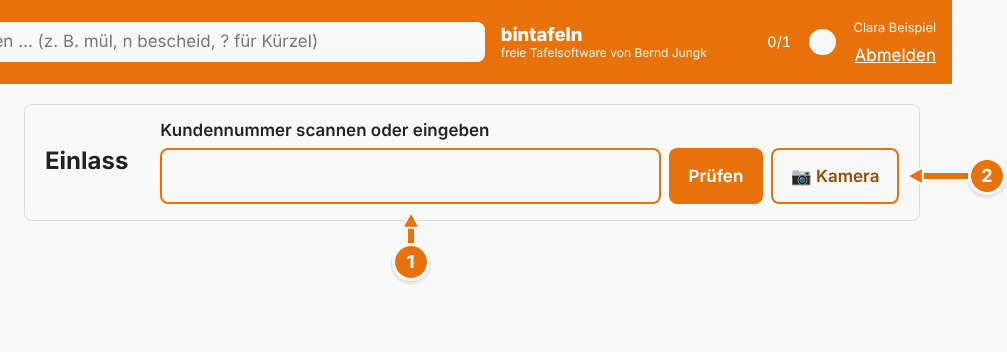 en ... (z. B. mül, n bescheid, ? für Kürzel)
bintafeln
freie Tafelsoftware von Bernd Jungk
0/1
Clara Beispiel
Abmelden
Einlass
Kundennummer scannen oder eingeben
Prüfen
Kamera
2
1